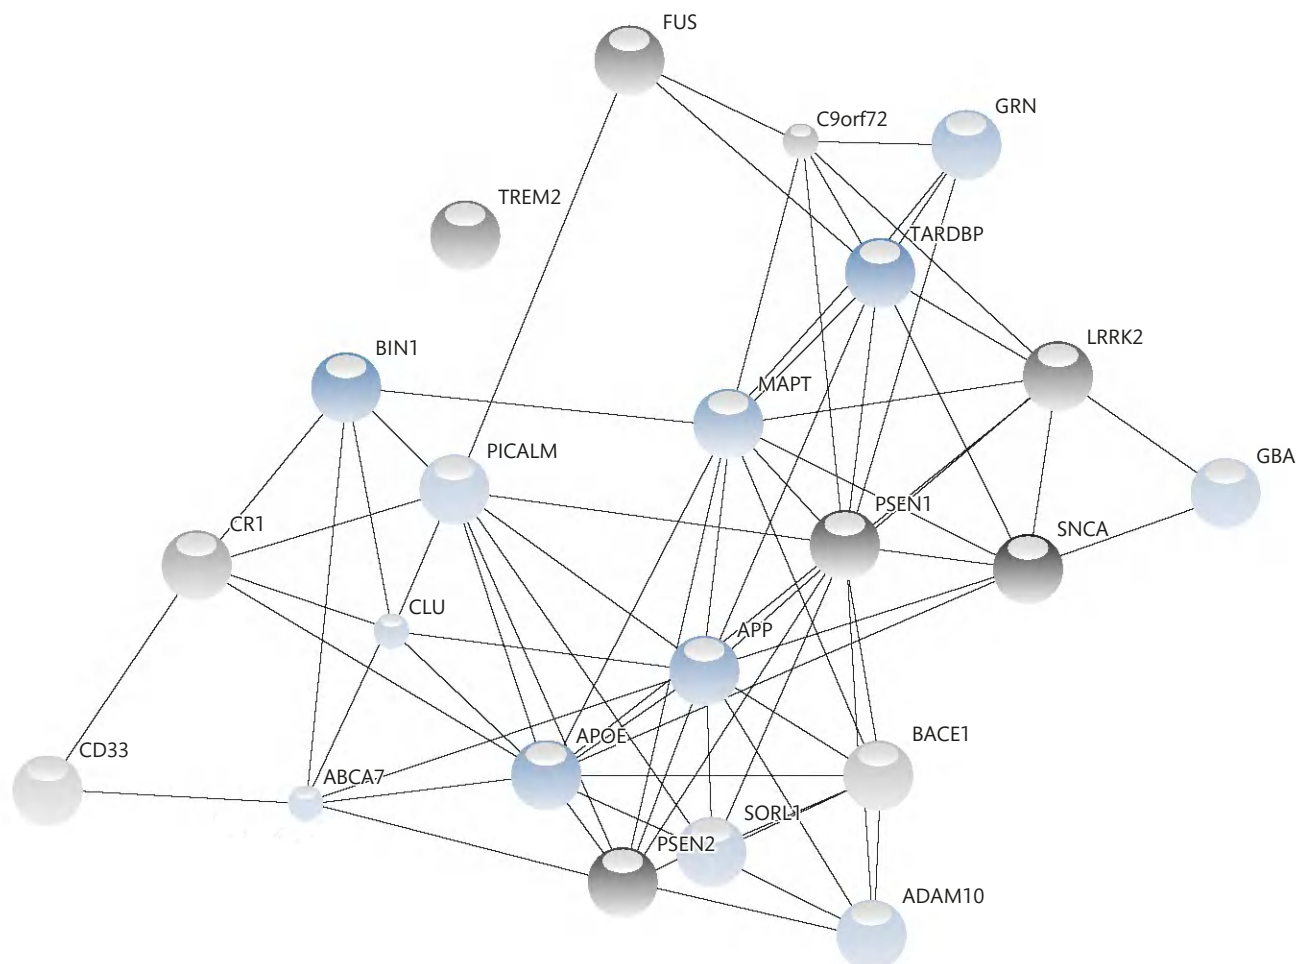 FUS
C9orf72
GRN
TREM2
TARDBP
BIN1
LRRK2
MAPT
PICALM
GBA
PSEN1
CR1
SNCA
CLU
APP
CD33
APOE
BACE1
ABCA7
SORL1
PSEN2
ADAM10